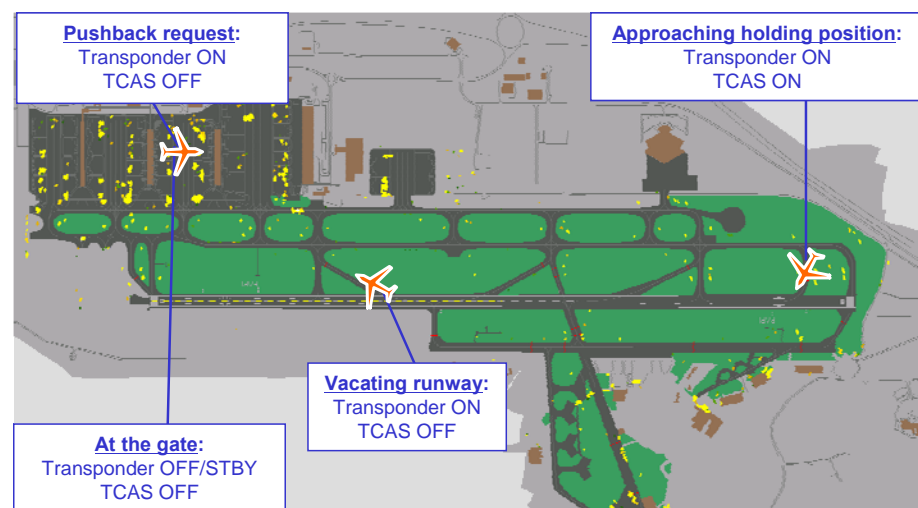 Pushback request:
Transponder ON
TCAS OFF
Approaching holding position:
Transponder ON
TCAS ON
Vacating runway:
Transponder ON
TCAS OFF
At the gate:
Transponder OFF/STBY
TCAS OFF